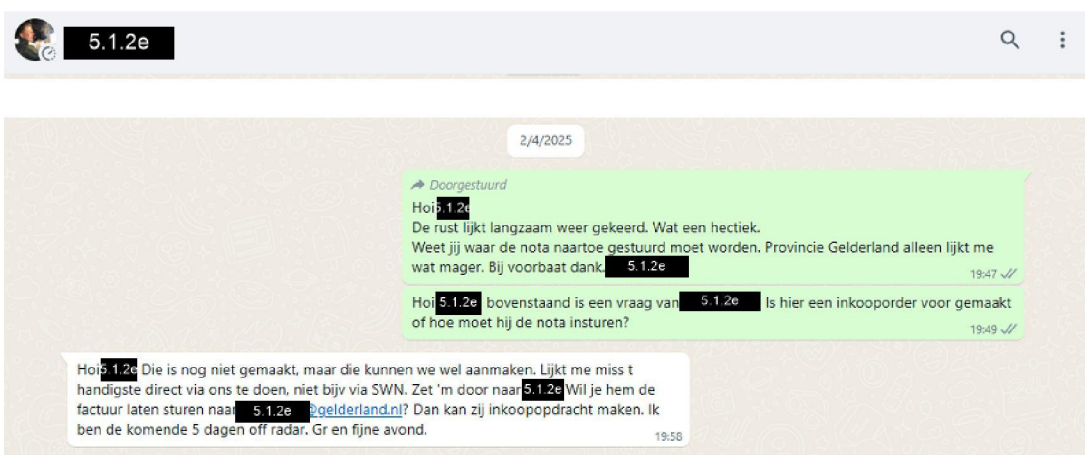 5.1.2e
2/4/2025
Doorgestuurd
Hoi 5.1.2e
De rust lijkt langzaam weer gekeerd. Wat een hectiek.
Weet jij waar de nota naartoe gestuurd moet worden. Provincie Gelderland alleen lijkt me
wat mager. Bij voorbaat dank. 5.1.2e
19:47
Hoi 5.1.2e bovenstaand is een vraag van 5.1.2e Is hier een inkooporder voor gemaakt
of hoe moet hij de nota insturen?
19:49
Hoi 5.1.2e Die is nog niet gemaakt, maar die kunnen we wel aanmaken. Lijkt me miss t
handigste direct via ons te doen, niet bijv via SWN. Zet 'm door naar 5.1.2e Wil je hem de
factuur laten sturen naar 5.1.2e @gelderland.nl? Dan kan zij inkoopopdracht maken. Ik
ben de komende 5 dagen off radar. Gr en fijne avond.
19:58